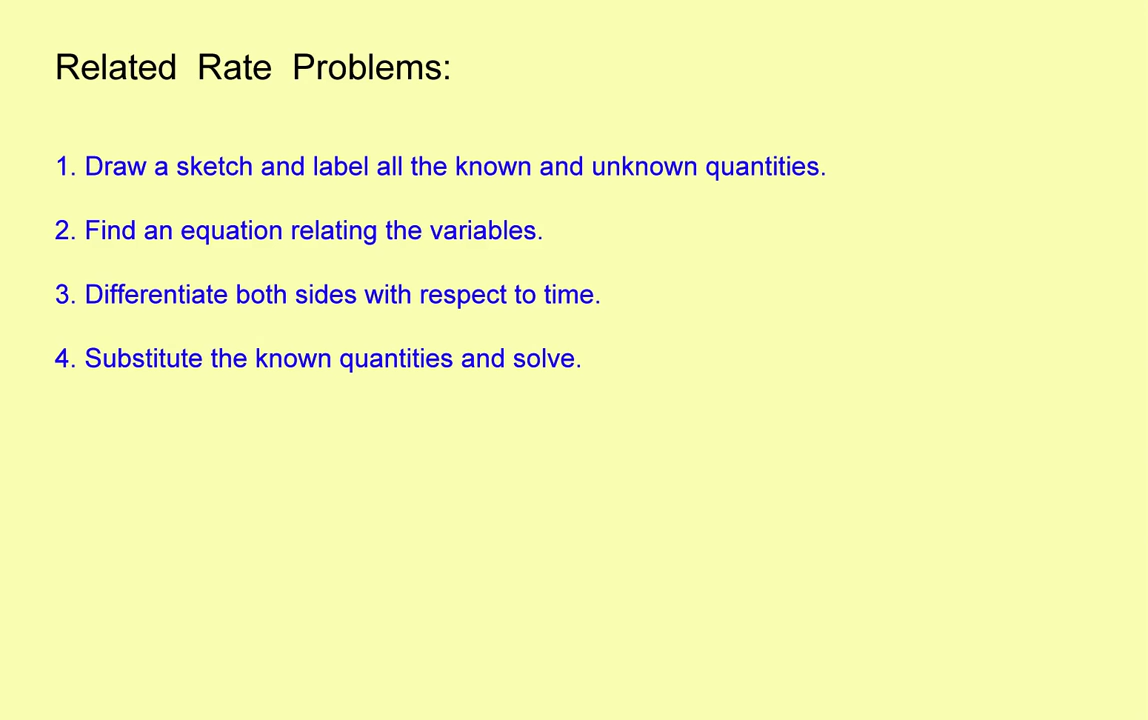 Related Rate Problems:
1. Draw a sketch and label all the known and unknown quantities.
2. Find an equation relating the variables.
3. Differentiate both sides with respect to time.
4. Substitute the known quantities and solve.